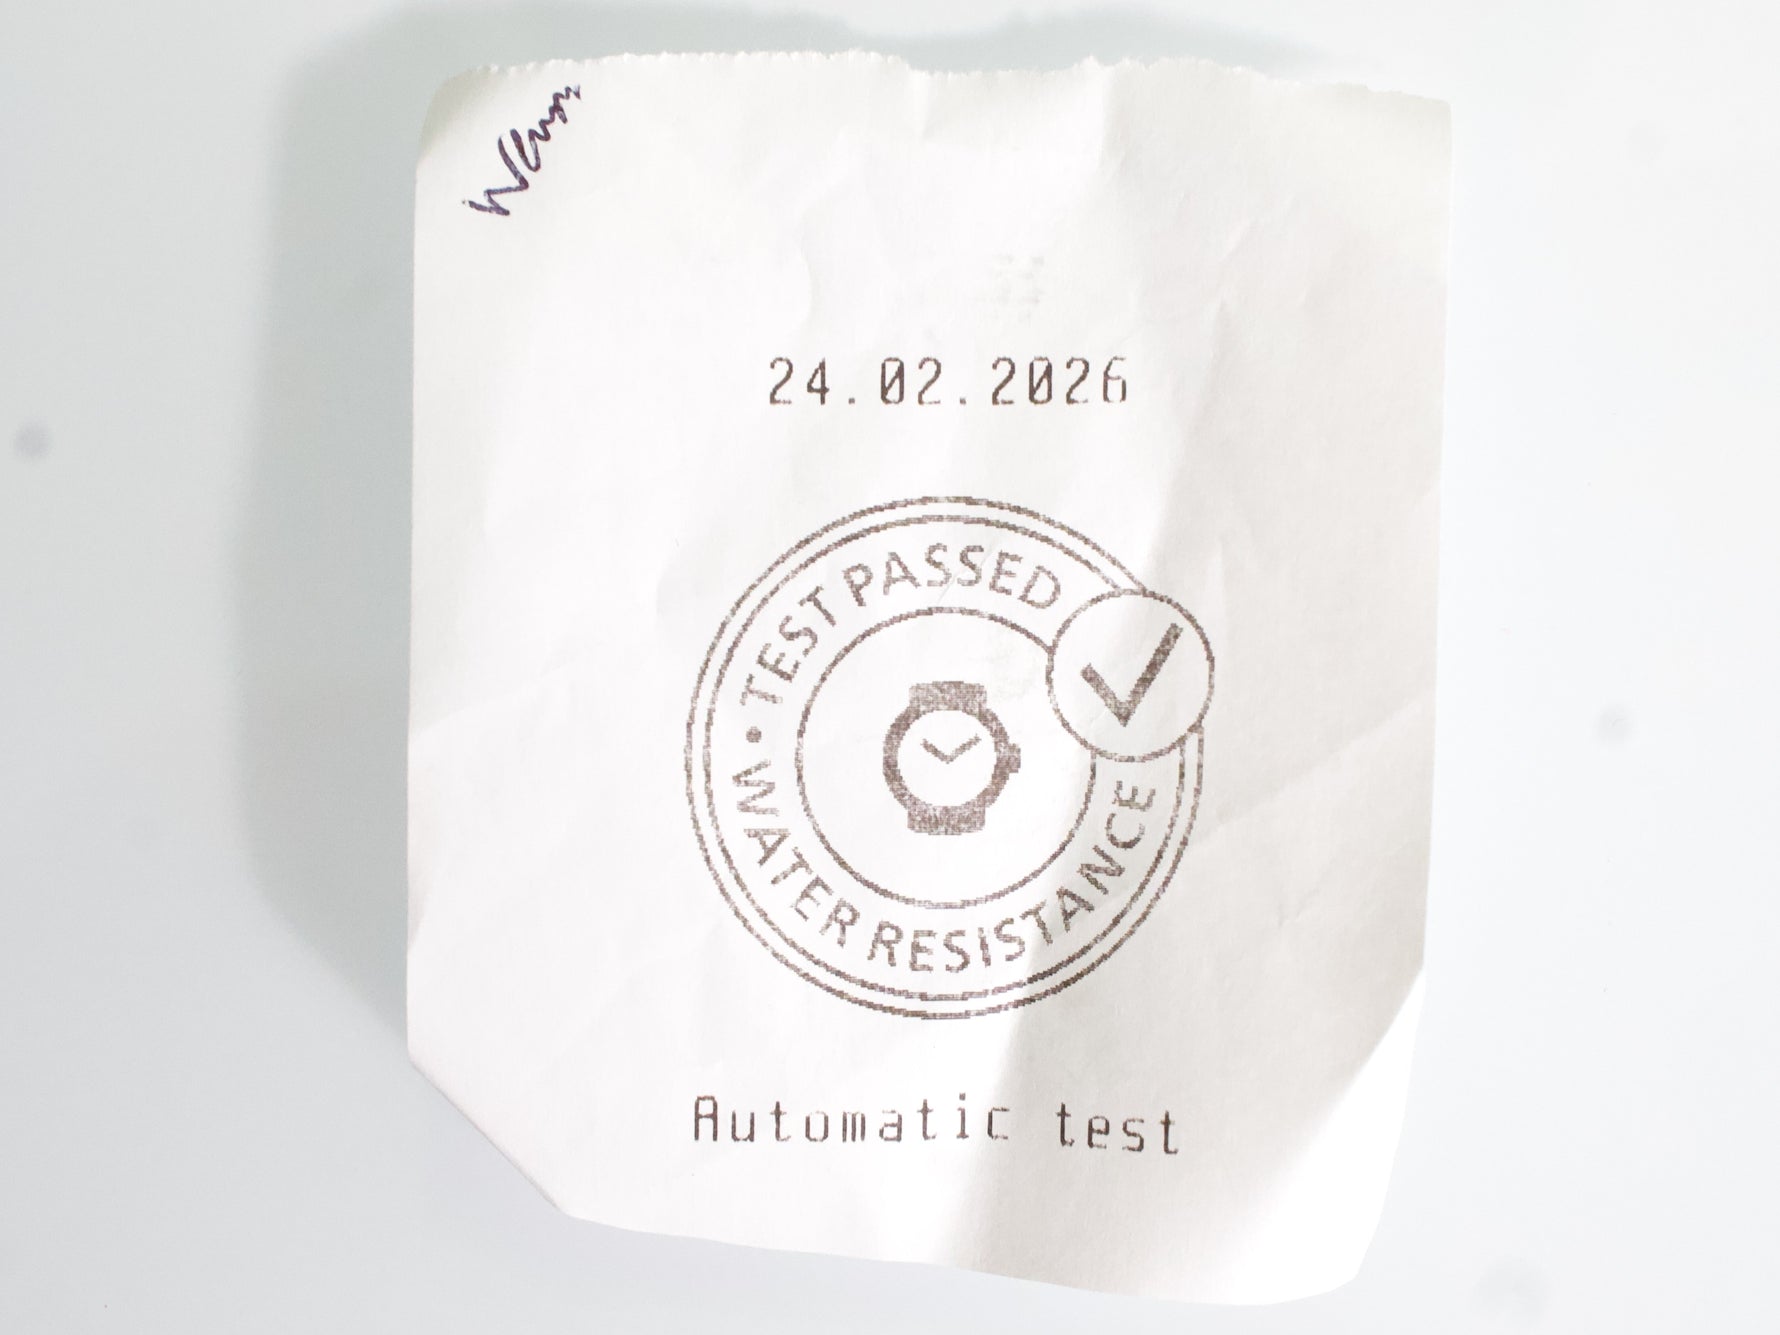 24.02.2026
TEST PASSED
• WATER RESISTANCE
Automatic test